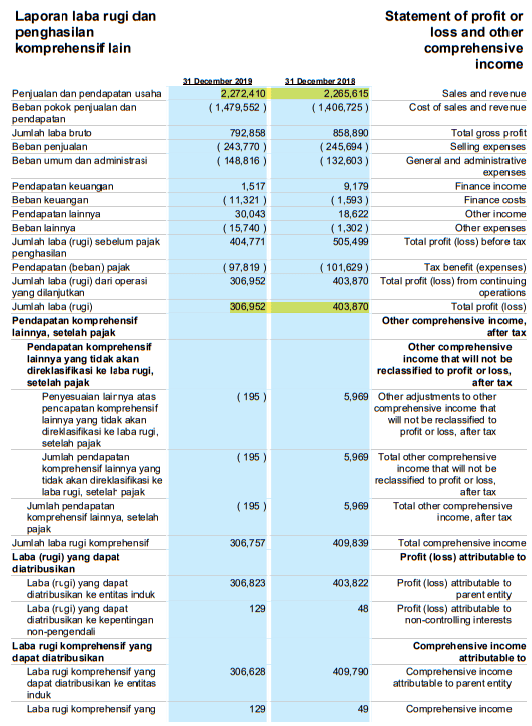 Laporan laba rugi dan penghasilan komprehensif lain
Statement of profit or loss and other comprehensive income
31 December 2019 31 December 2018
Penjualan dan pendapatan usaha 2,272,410 2,265,615 Sales and revenue
Beban pokok penjualan dan pendapatan ( 1,479,552 ) ( 1,406,725 ) Cost of sales and revenue
Jumlah laba bruto 792,858 858,890 Total gross profit
Beban penjualan ( 243,770 ) ( 245,694 ) Selling expenses
Beban umum dan administrasi ( 148,816 ) ( 132,603 ) General and administrative expenses
Pendapatan keuangan 1,517 9,179 Finance income
Beban keuangan ( 11,321 ) ( 1,593 ) Finance costs
Pendapatan lainnya 30,043 18,622 Other income
Beban lainnya ( 15,740 ) ( 1,302 ) Other expenses
Jumlah laba (rugi) sebelum pajak penghasilan 404,771 505,499 Total profit (loss) before tax
Pendapatan (beban) pajak ( 97,819 ) ( 101,629 ) Tax benefit (expenses)
Jumlah laba (rugi) dari operasi yang dilanjutkan 306,952 403,870 Total profit (loss) from continuing operations
Jumlah laba (rugi) 306,952 403,870 Total profit (loss)
Pendapatan komprehensif lainnya, setelah pajak Other comprehensive income, after tax
Pendapatan komprehensif lainnya yang tidak akan direklasifikasi ke laba rugi, setelah pajak Other comprehensive income that will not be reclassified to profit or loss, after tax
Penyesuaian lainnya atas pendapatan komprehensif lainnya yang tidak akan direklasifikasi ke laba rugi, setelah pajak ( 195 ) 5,969 Other adjustments to other comprehensive income that will not be reclassified to profit or loss, after tax
Jumlah pendapatan komprehensif lainnya yang tidak akan direklasifikasi ke laba rugi, setelah pajak ( 195 ) 5,969 Total other comprehensive income that will not be reclassified to profit or loss, after tax
Jumlah pendapatan komprehensif lainnya, setelah pajak ( 195 ) 5,969 Total other comprehensive income, after tax
Jumlah laba rugi komprehensif 306,757 409,839 Total comprehensive income
Laba (rugi) yang dapat diatribusikan Profit (loss) attributable to
Laba (rugi) yang dapat diatribusikan ke entitas induk 306,823 403,822 Profit (loss) attributable to parent entity
Laba (rugi) yang dapat diatribusikan ke kepentingan non-pengendali 129 48 Profit (loss) attributable to non-controlling interests
Laba rugi komprehensif yang dapat diatribusikan Comprehensive income attributable to
Laba rugi komprehensif yang dapat diatribusikan ke entitas induk 306,628 409,790 Comprehensive income attributable to parent entity
Laba rugi komprehensif yang 129 49 Comprehensive income